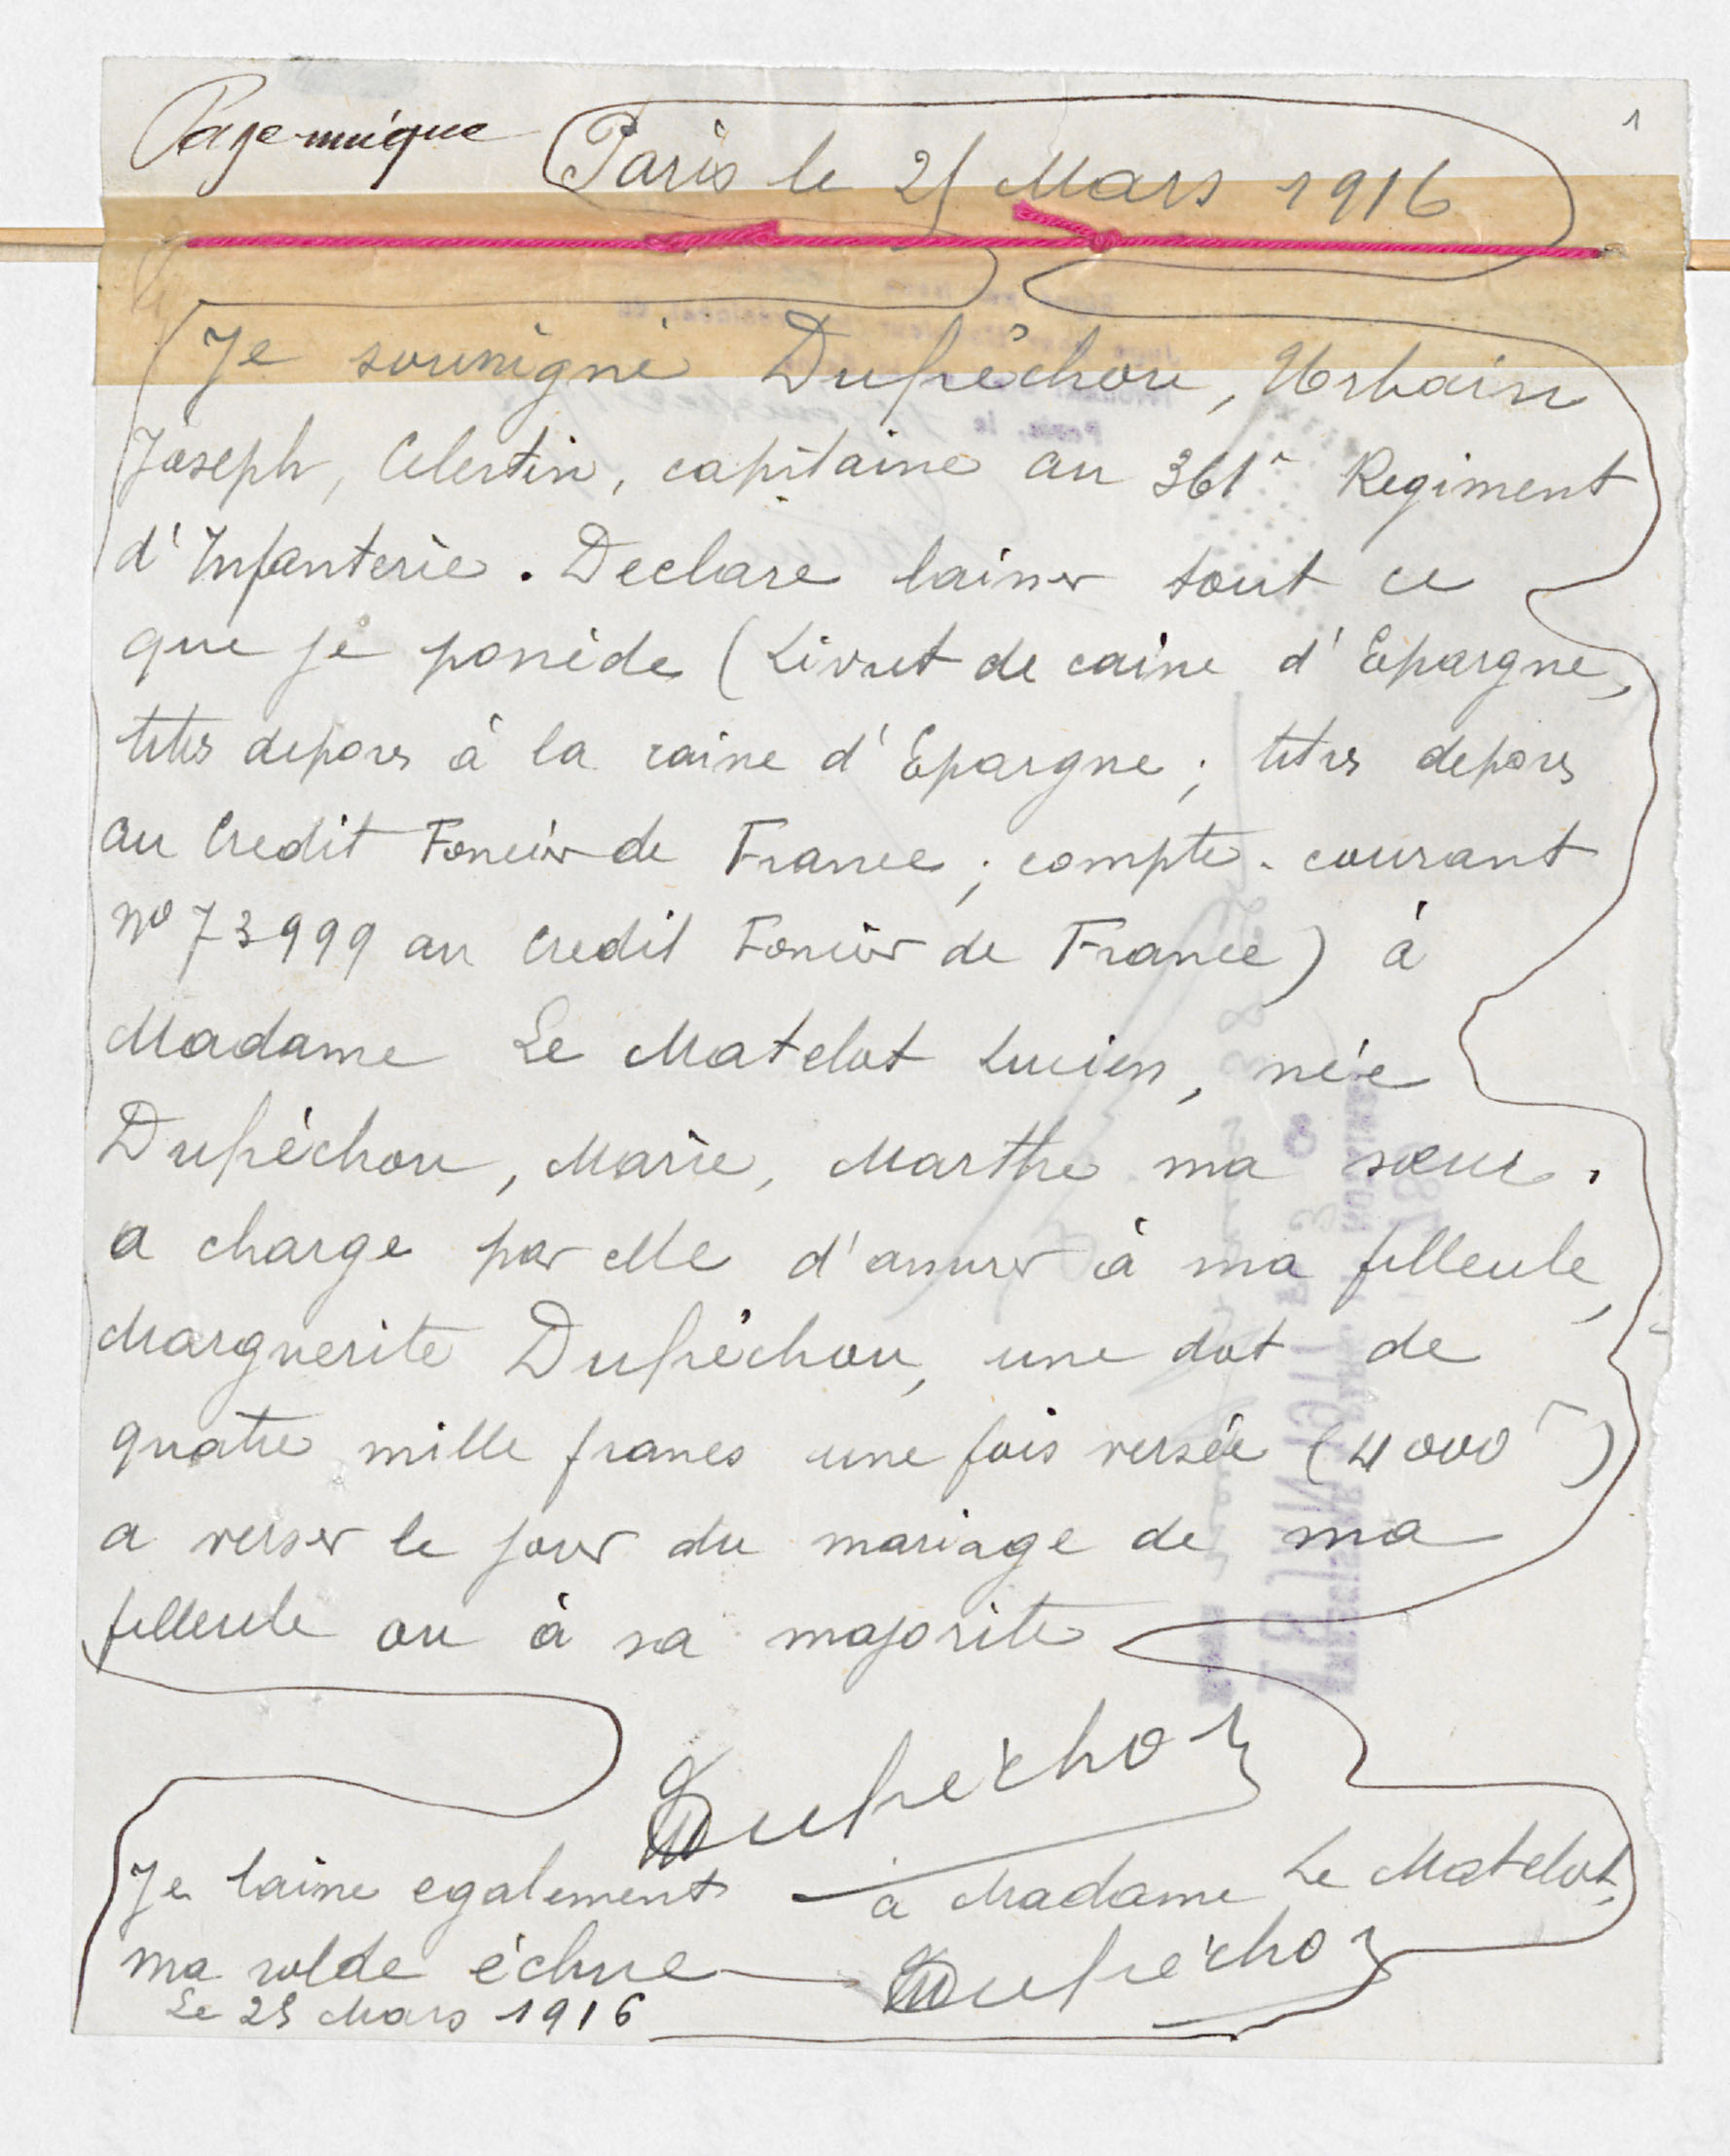 Page unique
1
Paris le 25 Mars 1916
Je soussigné Dupéchou, Urbain
Joseph, Celestin, capitaine au 361e Regiment
d'Infanterie. Declare laisser tout ce
que je possède (Livret de caisse d'Epargne,
titres deposes à la caisse d'Epargne ; titres deposes
au Credit Foncier de France ; compte-courant
No 73999 au Credit Foncier de France) à
Madame Le Matelot Lucien, née
Dupéchou, Marie, Marthe ma sœur.
a charge par elle d'assurer à ma filleule,
Marguerite Dupéchou, une dot de
quatre mille francs une fois versée (4000f)
a verser le jour du mariage de ma
filleule ou à sa majorite
Dupéchou
Je laisse egalement à Madame Le Matelot,
ma solde échue — Dupéchou
Le 25 Mars 1916